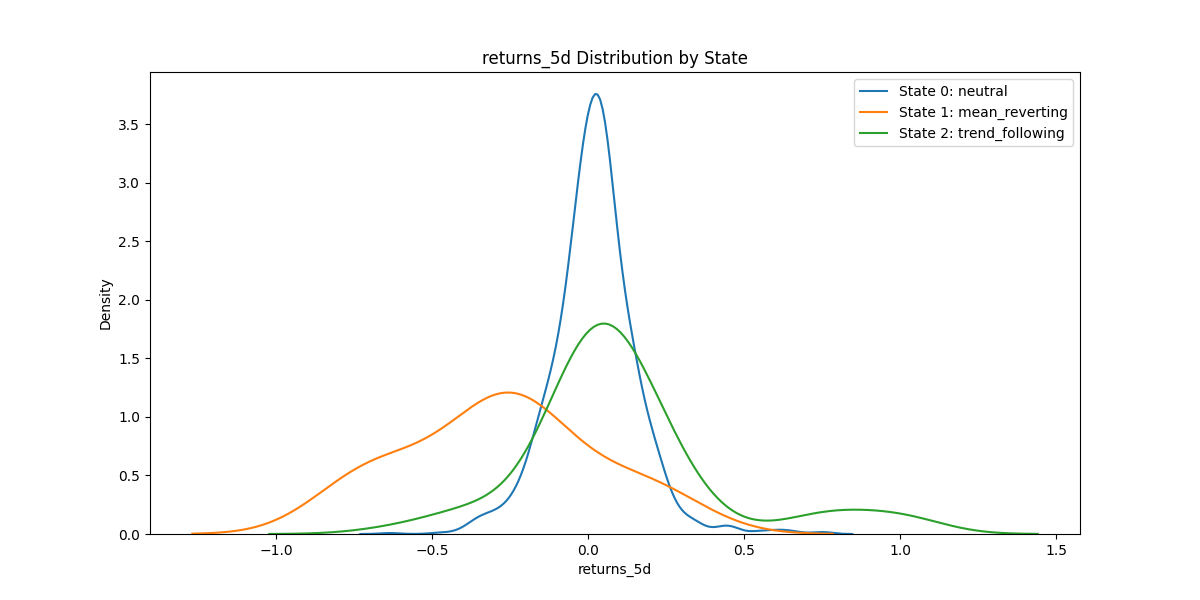 returns_5d Distribution by State
State 0: neutral
State 1: mean_reverting
State 2: trend_following
Density
3.5
3.0
2.5
2.0
1.5
1.0
0.5
0.0
−1.0 −0.5 0.0 0.5 1.0 1.5
returns_5d